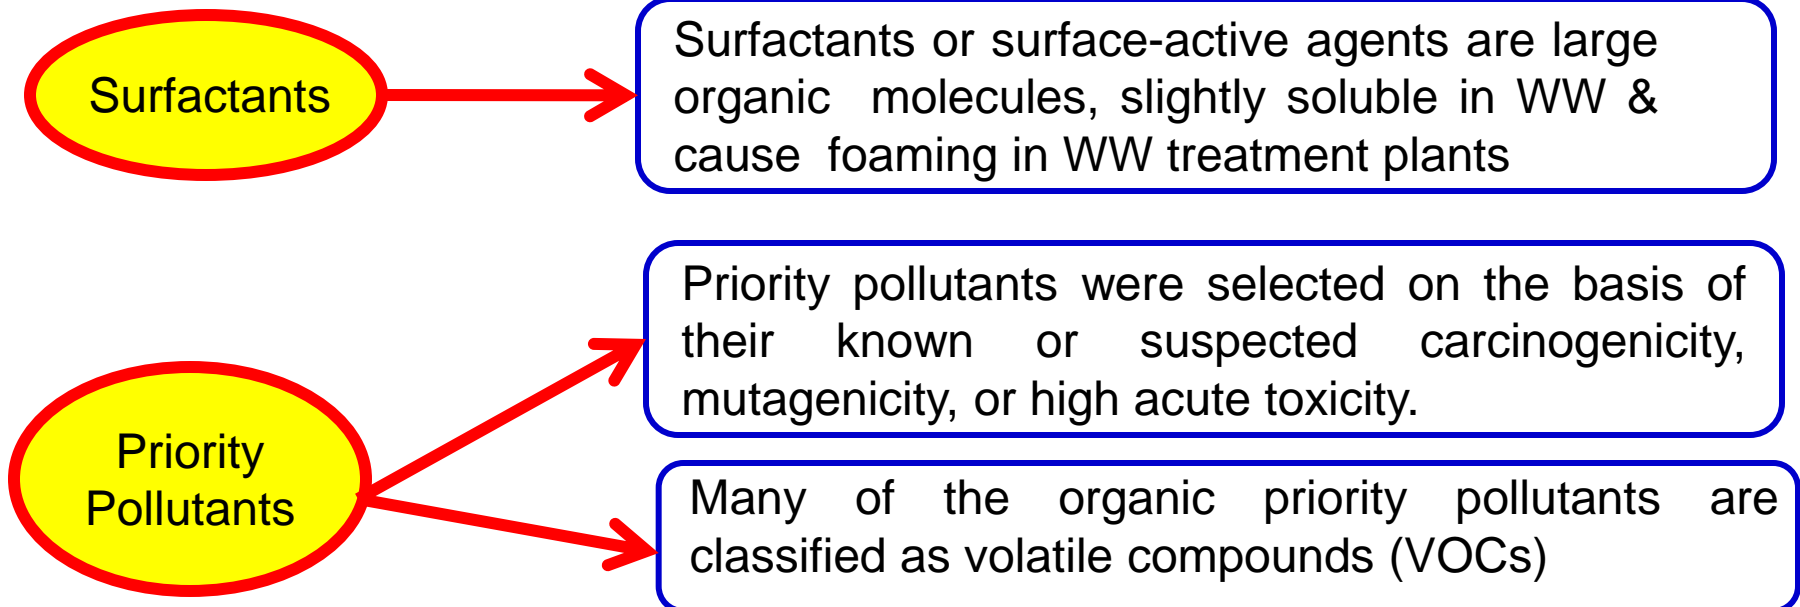 Surfactants
Surfactants or surface-active agents are large
organic molecules, slightly soluble in WW &
cause foaming in WW treatment plants
Priority
Pollutants
Priority pollutants were selected on the basis of
their known or suspected carcinogenicity,
mutagenicity, or high acute toxicity.
Many of the organic priority pollutants are
classified as volatile compounds (VOCs)